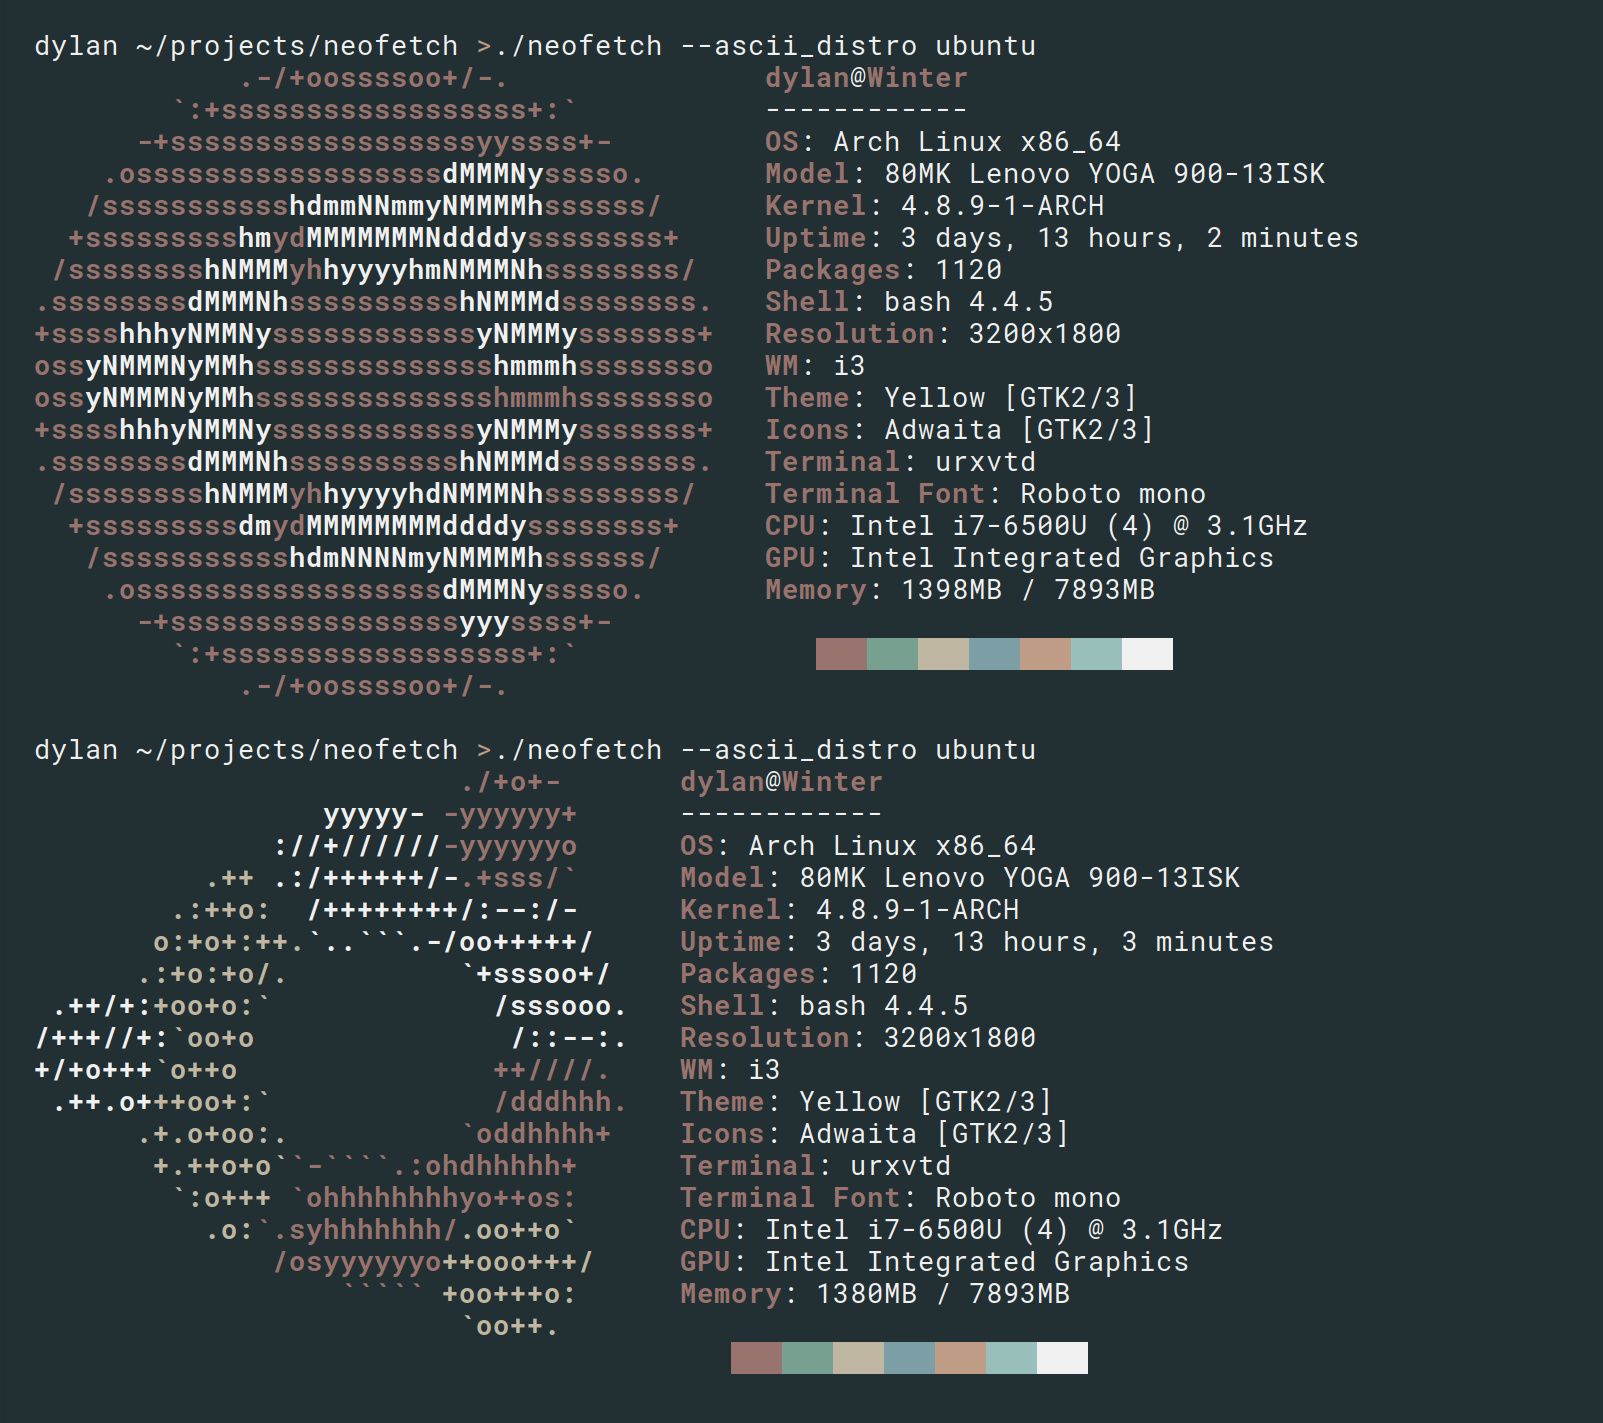 dylan ~/projects/neofetch >./neofetch --ascii_distro ubuntu
            .-/+oossssoo+/-.               dylan@Winter
        `:+ssssssssssssssssss+:`           ------------
      -+ssssssssssssssssssyyssss+-         OS: Arch Linux x86_64
    .ossssssssssssssssssdMMMNysssso.       Model: 80MK Lenovo YOGA 900-13ISK
   /ssssssssssshdmmNNmmyNMMMMhssssss/      Kernel: 4.8.9-1-ARCH
  +ssssssssshmydMMMMMMMNddddyssssssss+     Uptime: 3 days, 13 hours, 2 minutes
 /sssssssshNMMMyhhyyyyhmNMMMNhssssssss/    Packages: 1120
.ssssssssdMMMNhsssssssssshNMMMdssssssss.   Shell: bash 4.4.5
+sssshhhyNMMNyssssssssssssyNMMMysssssss+   Resolution: 3200x1800
ossyNMMMNyMMhsssssssssssssshmmmhssssssso   WM: i3
ossyNMMMNyMMhsssssssssssssshmmmhssssssso   Theme: Yellow [GTK2/3]
+sssshhhyNMMNyssssssssssssyNMMMysssssss+   Icons: Adwaita [GTK2/3]
.ssssssssdMMMNhsssssssssshNMMMdssssssss.   Terminal: urxvtd
 /sssssssshNMMMyhhyyyyhdNMMMNhssssssss/    Terminal Font: Roboto mono
  +sssssssssdmydMMMMMMMMddddyssssssss+     CPU: Intel i7-6500U (4) @ 3.1GHz
   /ssssssssssshdmNNNNmyNMMMMhssssss/      GPU: Intel Integrated Graphics
    .ossssssssssssssssssdMMMNysssso.       Memory: 1398MB / 7893MB
      -+sssssssssssssssssyyyssss+-
        `:+ssssssssssssssssss+:`
            .-/+oossssoo+/-.
dylan ~/projects/neofetch >./neofetch --ascii_distro ubuntu
                         ./+o+-       dylan@Winter
                 yyyyy- -yyyyyy+      ------------
              ://+//////-yyyyyyo      OS: Arch Linux x86_64
          .++ .:/++++++/-.+sss/`      Model: 80MK Lenovo YOGA 900-13ISK
        .:++o:  /++++++++/:--:/-      Kernel: 4.8.9-1-ARCH
       o:+o+:++.`..```.-/oo+++++/     Uptime: 3 days, 13 hours, 3 minutes
      .:+o:+o/.          `+sssoo+/    Packages: 1120
 .++/+:+oo+o:`             /sssooo.   Shell: bash 4.4.5
/+++//+:`oo+o               /::--:.   Resolution: 3200x1800
+/+o+++`o++o               ++////.    WM: i3
 .++.o+++oo+:`             /dddhhh.   Theme: Yellow [GTK2/3]
      .+.o+oo:.          `oddhhhh+    Icons: Adwaita [GTK2/3]
       +.++o+o``-````.:ohdhhhhh+      Terminal: urxvtd
        `:o+++ `ohhhhhhhhyo++os:      Terminal Font: Roboto mono
          .o:`.syhhhhhhh/.oo++o`      CPU: Intel i7-6500U (4) @ 3.1GHz
              /osyyyyyyo++ooo+++/     GPU: Intel Integrated Graphics
                  ````` +oo+++o:      Memory: 1380MB / 7893MB
                         `oo++.